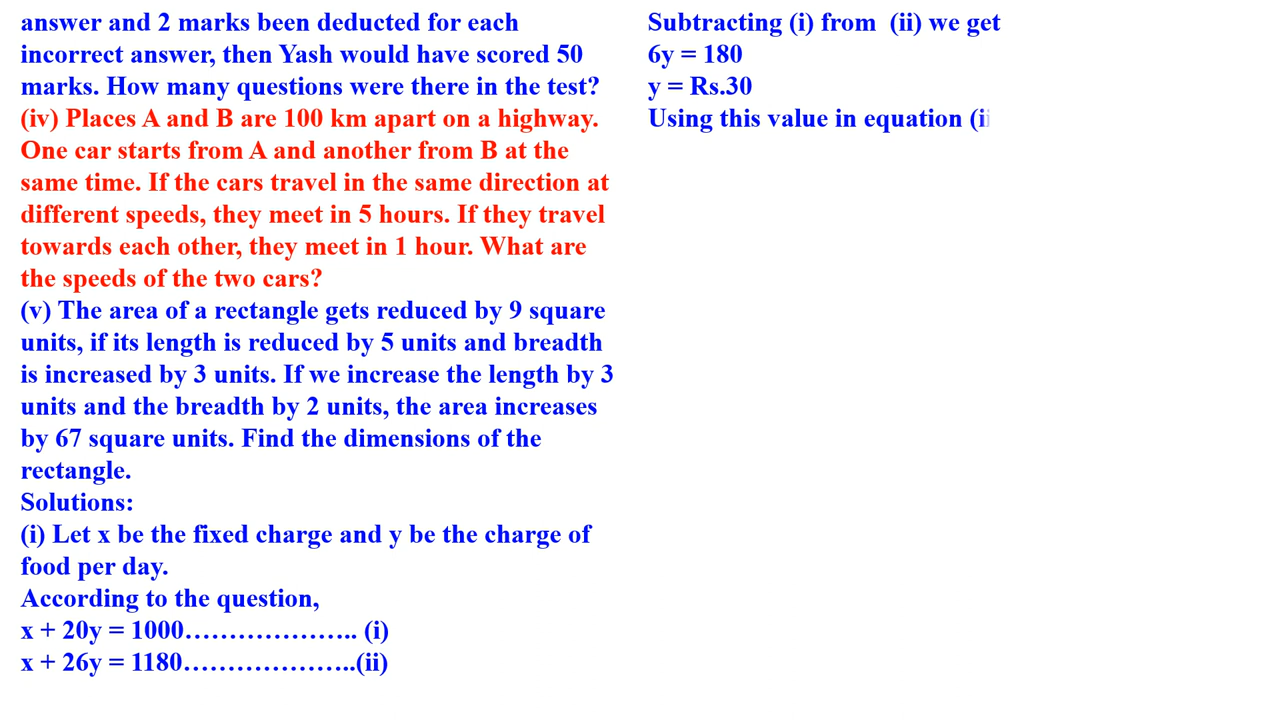 answer and 2 marks been deducted for each
incorrect answer, then Yash would have scored 50
marks. How many questions were there in the test?
(iv) Places A and B are 100 km apart on a highway.
One car starts from A and another from B at the
same time. If the cars travel in the same direction at
different speeds, they meet in 5 hours. If they travel
towards each other, they meet in 1 hour. What are
the speeds of the two cars?
(v) The area of a rectangle gets reduced by 9 square
units, if its length is reduced by 5 units and breadth
is increased by 3 units. If we increase the length by 3
units and the breadth by 2 units, the area increases
by 67 square units. Find the dimensions of the
rectangle.
Solutions:
(i) Let x be the fixed charge and y be the charge of
food per day.
According to the question,
x + 20y = 1000……………….. (i)
x + 26y = 1180………………..(ii)
Subtracting (i) from  (ii) we get
6y = 180
y = Rs.30
Using this value in equation (ii